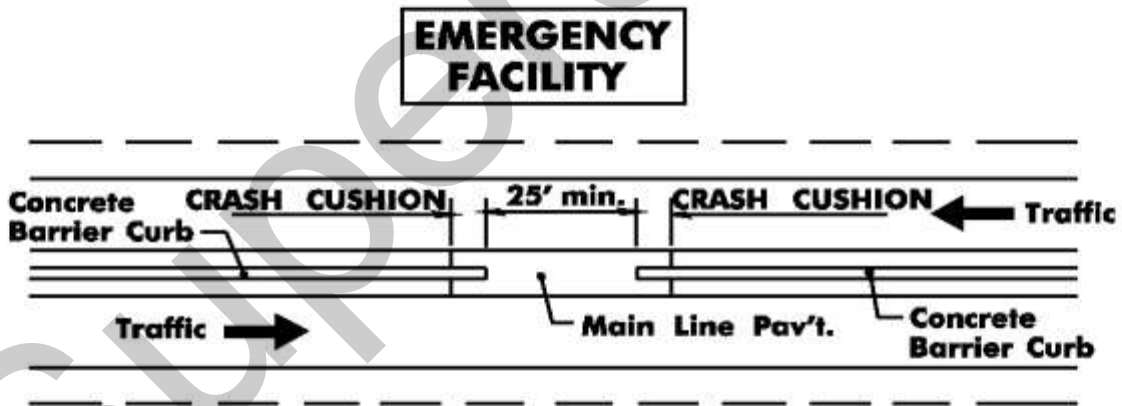 EMERGENCY
FACILITY
Concrete
Barrier Curb
CRASH CUSHION
25' min.
CRASH CUSHION
Traffic
Traffic
Main Line Pav't.
Concrete
Barrier Curb